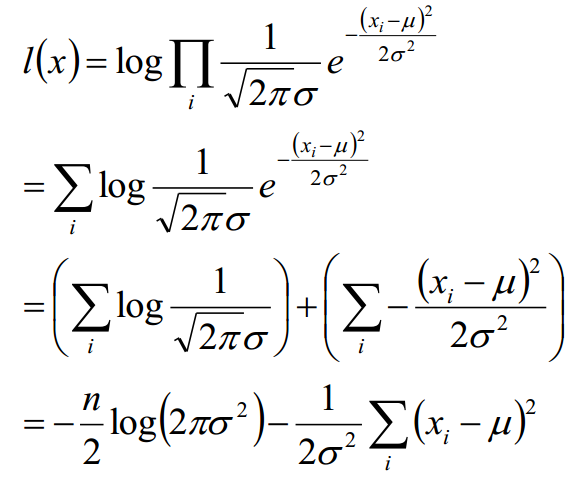 l(x) = log ∏_i 1/(√(2π)σ) e^{-(x_i-μ)²/(2σ²)}
= ∑_i log 1/(√(2π)σ) e^{-(x_i-μ)²/(2σ²)}
= (∑_i log 1/(√(2π)σ)) + (∑_i - (x_i - μ)²/(2σ²))
= - n/2 log(2πσ²) - 1/(2σ²) ∑_i (x_i - μ)²